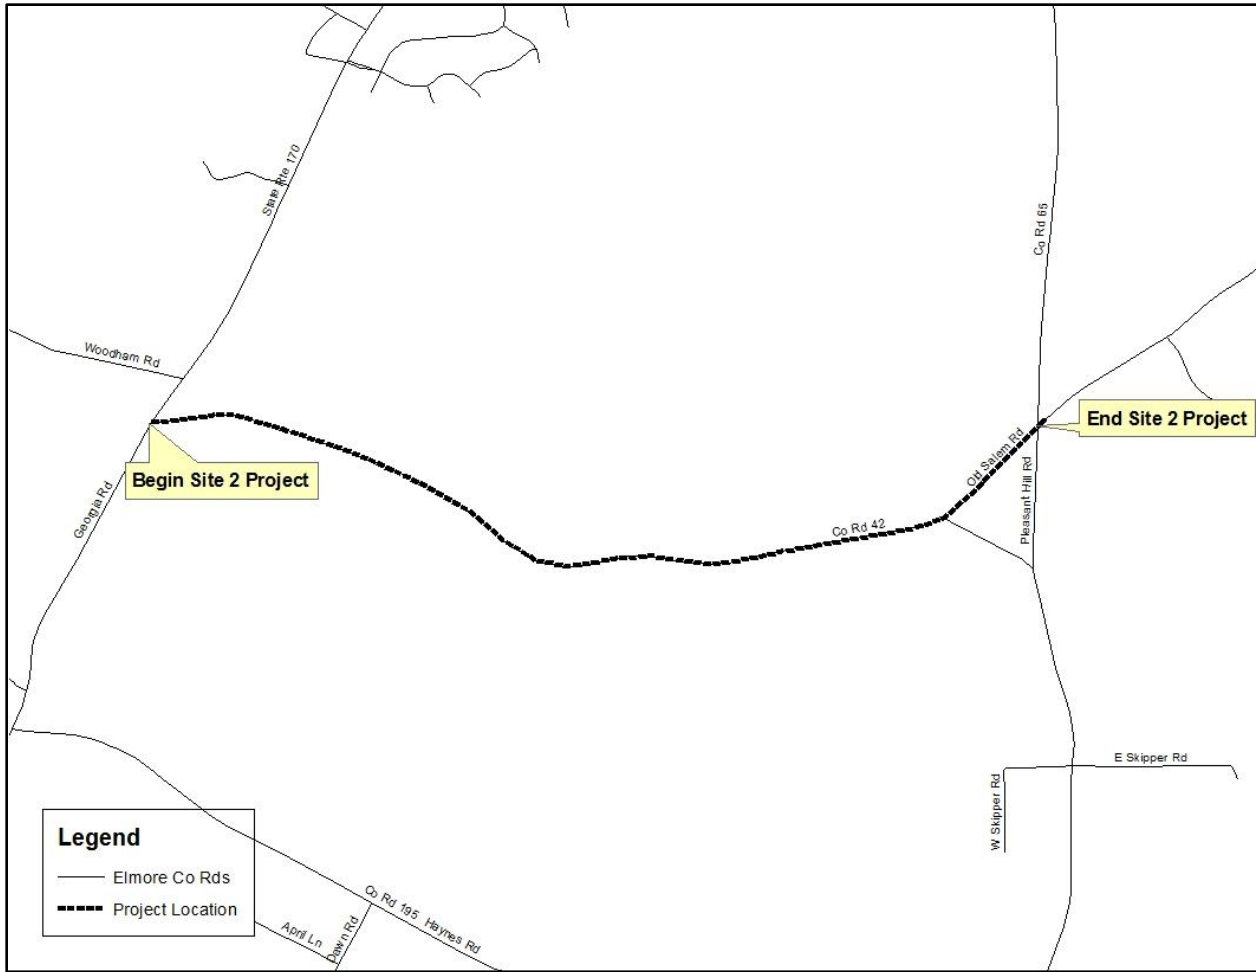 State Rte 170
Co Rd 65
Woodham Rd
End Site 2 Project
Old Salem Rd
Begin Site 2 Project
Georgia Rd
Pleasant Hill Rd
Co Rd 42
E Skipper Rd
W Skipper Rd
Legend
Elmore Co Rds
Project Location
Co Rd 195 Haynes Rd
April Ln
Dawn Rd